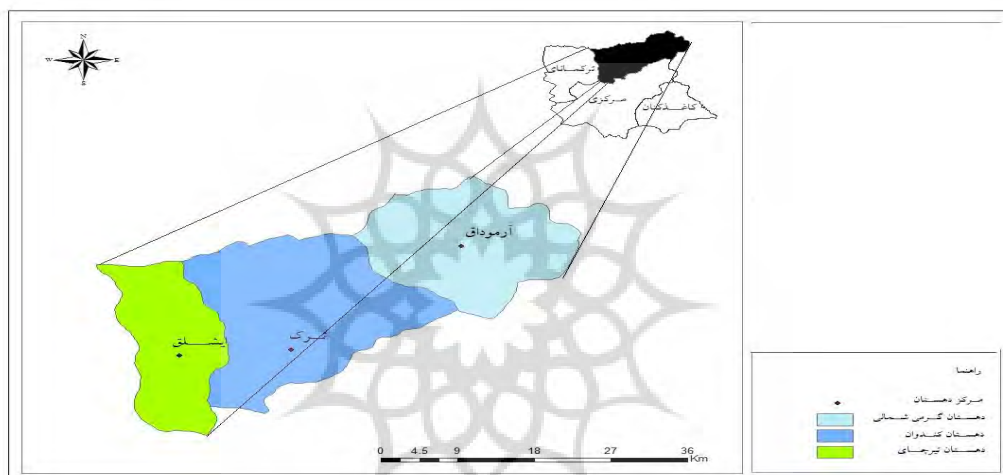 N
W E
S
ترکمانچای
مرکزی
کاغذکنان
آرموداق
ترک
یشلق
راهنما
مرکز دهستان
دهستان گرمی شمالی
دهستان کندوان
دهستان تیرچای
0 4.5 9 18 27 36
Km